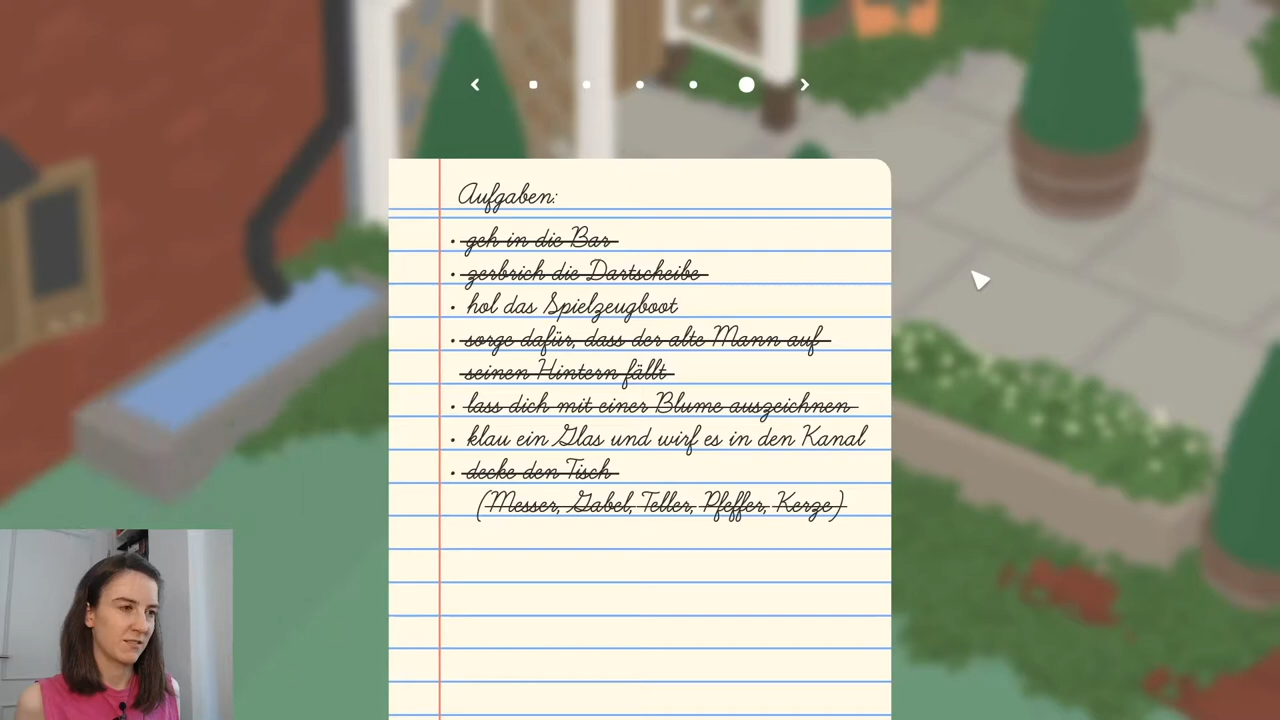 Aufgaben:
• geh in die Bar
• zerbrich die Dartscheibe
• hol das Spielzeugboot
• sorge dafür, dass der alte Mann auf
seinen Hintern fällt
• lass dich mit einer Blume auszeichnen
• klau ein Glas und wirf es in den Kanal
• decke den Tisch
(Messer, Gabel, Teller, Pfeffer, Kerze)